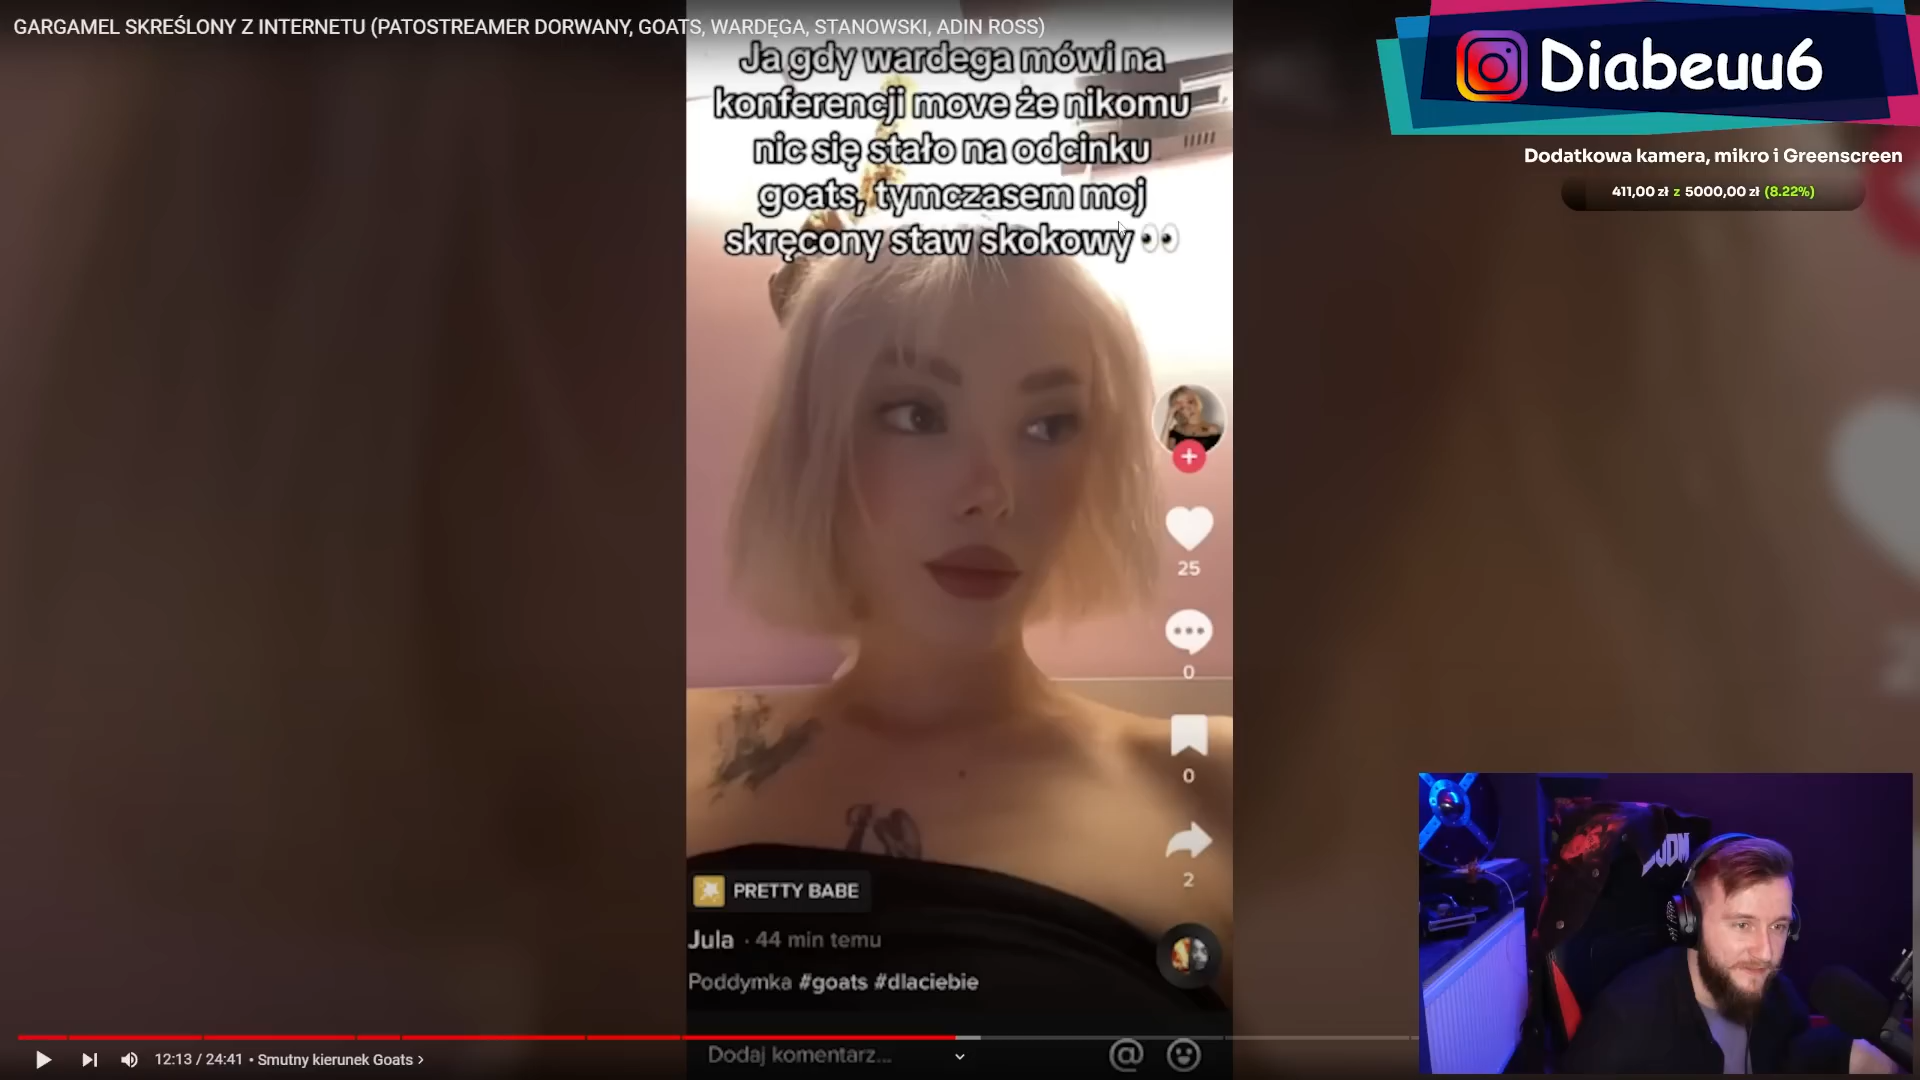 GARGAMEL SKREŚLONY Z INTERNETU (PATOSTREAMER DORWANY, GOATS, WARDĘGA, STANOWSKI, ADIN ROSS)
Diabeuu6
Dodatkowa kamera, mikro i Greenscreen
411,00 zł z 5000,00 zł (8.22%)
Ja gdy wardega mówi na
konferencji move że nikomu
nic się stało na odcinku
goats, tymczasem moj
skręcony staw skokowy 👀
25
0
0
2
PRETTY BABE
Jula · 44 min temu
Poddymka #goats #dlaciebie
Dodaj komentarz...
12:13 / 24:41 • Smutny kierunek Goats ›
JDM